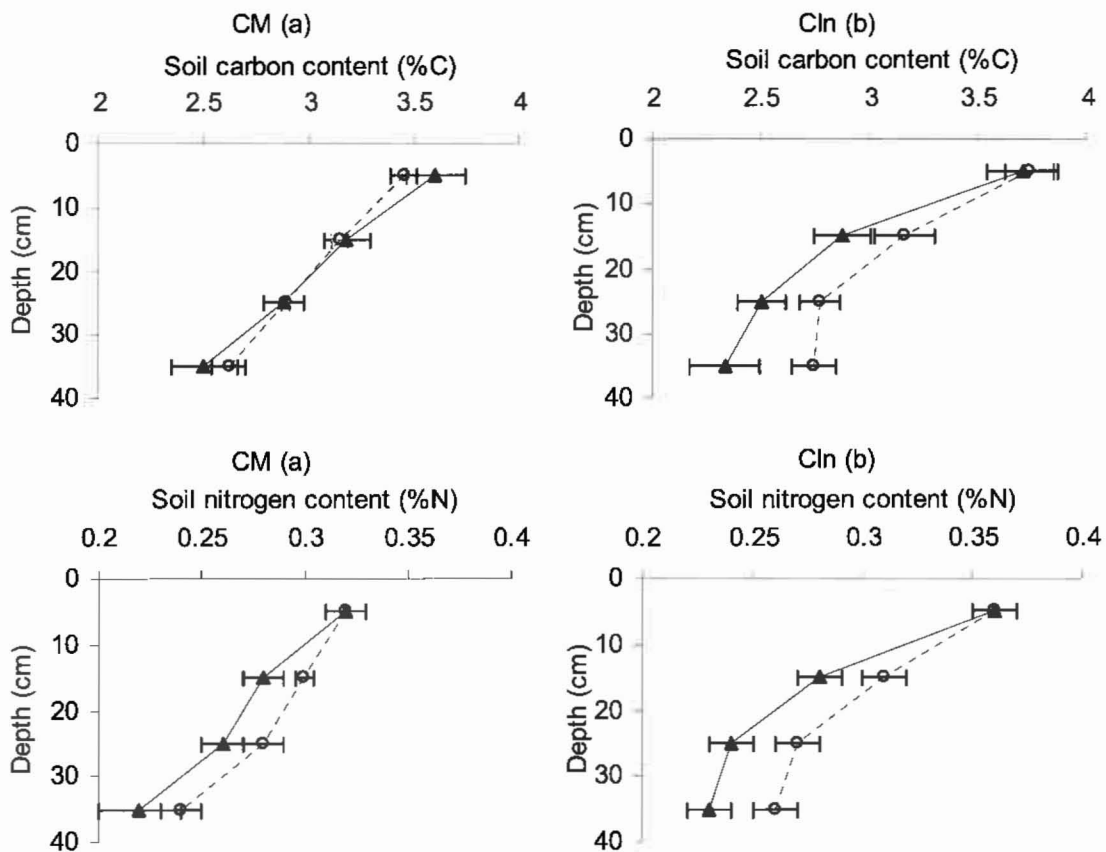 CM (a)
Soil carbon content (%C)
2 2.5 3 3.5 4
0
10
20
30
40
Depth (cm)
Cln (b)
Soil carbon content (%C)
2 2.5 3 3.5 4
0
10
20
30
40
Depth (cm)
CM (a)
Soil nitrogen content (%N)
0.2 0.25 0.3 0.35 0.4
0
10
20
30
40
Depth (cm)
Cln (b)
Soil nitrogen content (%N)
0.2 0.25 0.3 0.35 0.4
0
10
20
30
40
Depth (cm)